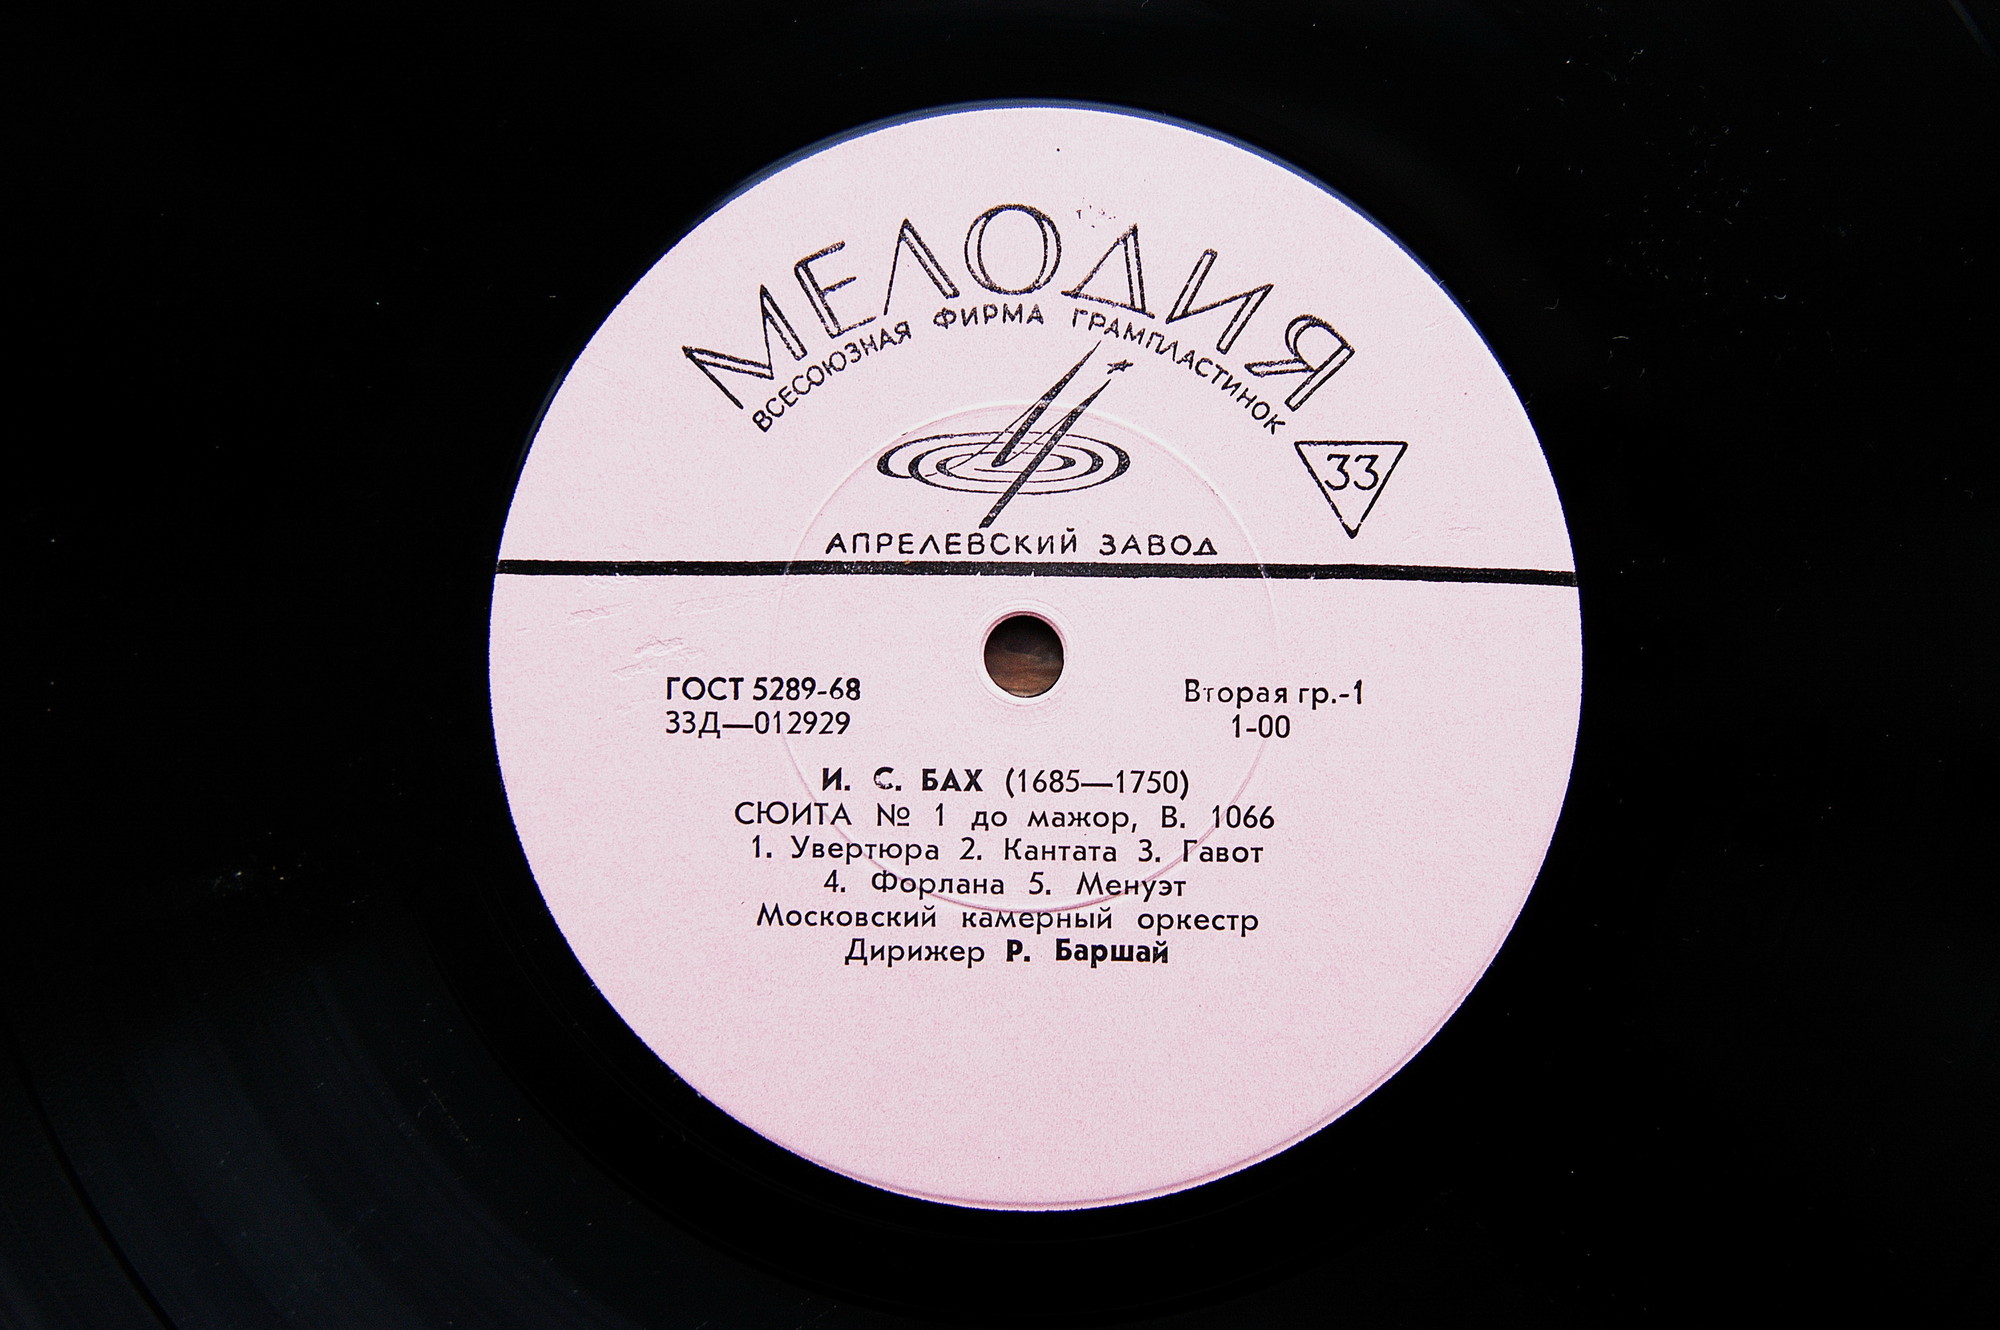 МЕЛОДИЯ
ВСЕСОЮЗНАЯ ФИРМА ГРАМПЛАСТИНОК
33
АПРЕЛЕВСКИЙ ЗАВОД
ГОСТ 5289-68
33Д—012929
Вторая гр.-1
1-00
И. С. БАХ (1685—1750)
СЮИТА № 1 до мажор, В. 1066
1. Увертюра 2. Кантата 3. Гавот
4. Форлана 5. Менуэт
Московский камерный оркестр
Дирижер Р. Баршай